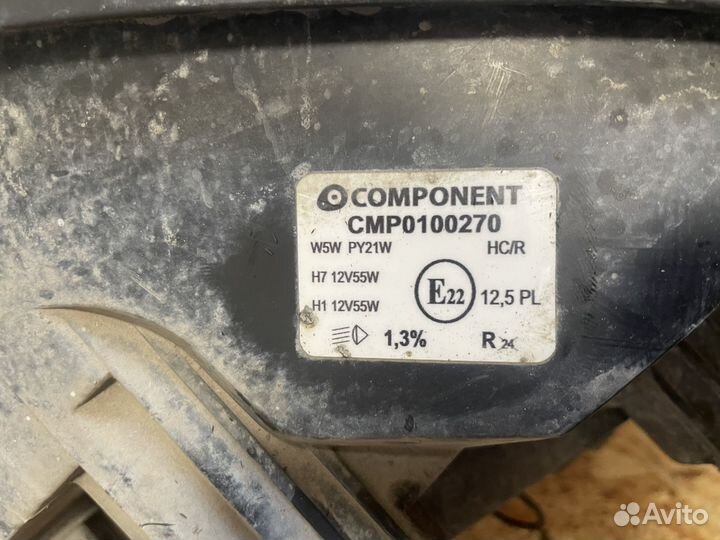 COMPONENT
CMP0100270
W5W PY21W HC/R
H7 12V55W
E22 12,5 PL
H1 12V55W
1,3% R 24
Avito